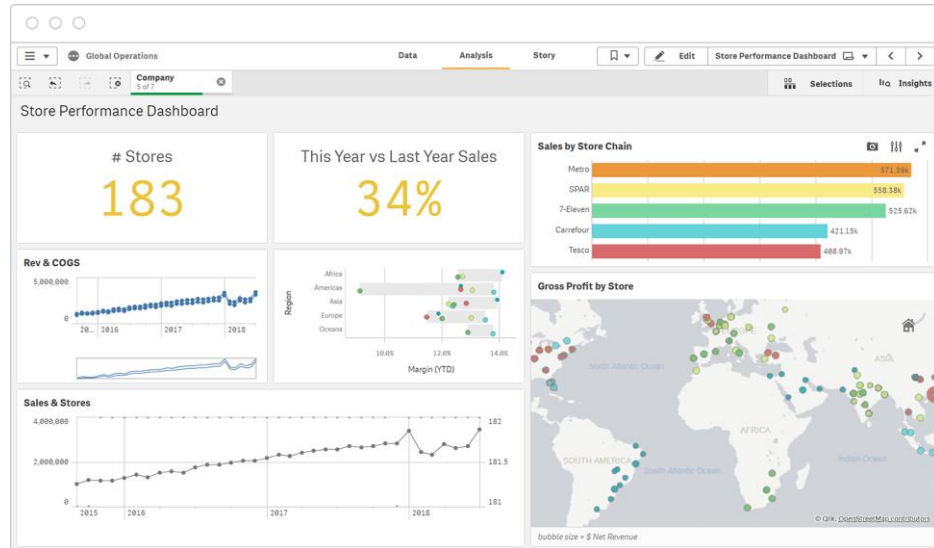 Global Operations
Data
Analysis
Story
Edit
Store Performance Dashboard
Company
5 of 7
Selections
Insights
Store Performance Dashboard
# Stores
183
This Year vs Last Year Sales
34%
Sales by Store Chain
Metro
571.39k
SPAR
558.38k
7-Eleven
525.62k
Carrefour
421.15k
Tesco
408.97k
Rev & COGS
5,000,000
0
20...
2016
2017
2018
Region
Africa
Americas
Asia
Europe
Oceana
10.0S
12.0S
14.0S
Margin (YTD)
Gross Profit by Store
North Atlantic Ocean
ASIA
AFRICA
SOUTH AMERICA
South Atlantic Ocean
Indian Ocean
© Qlik, OpenStreetMap contributors
bubble size = $ Net Revenue
Sales & Stores
4,000,000
2,000,000
0
182
181.5
181
2015
2016
2017
2018